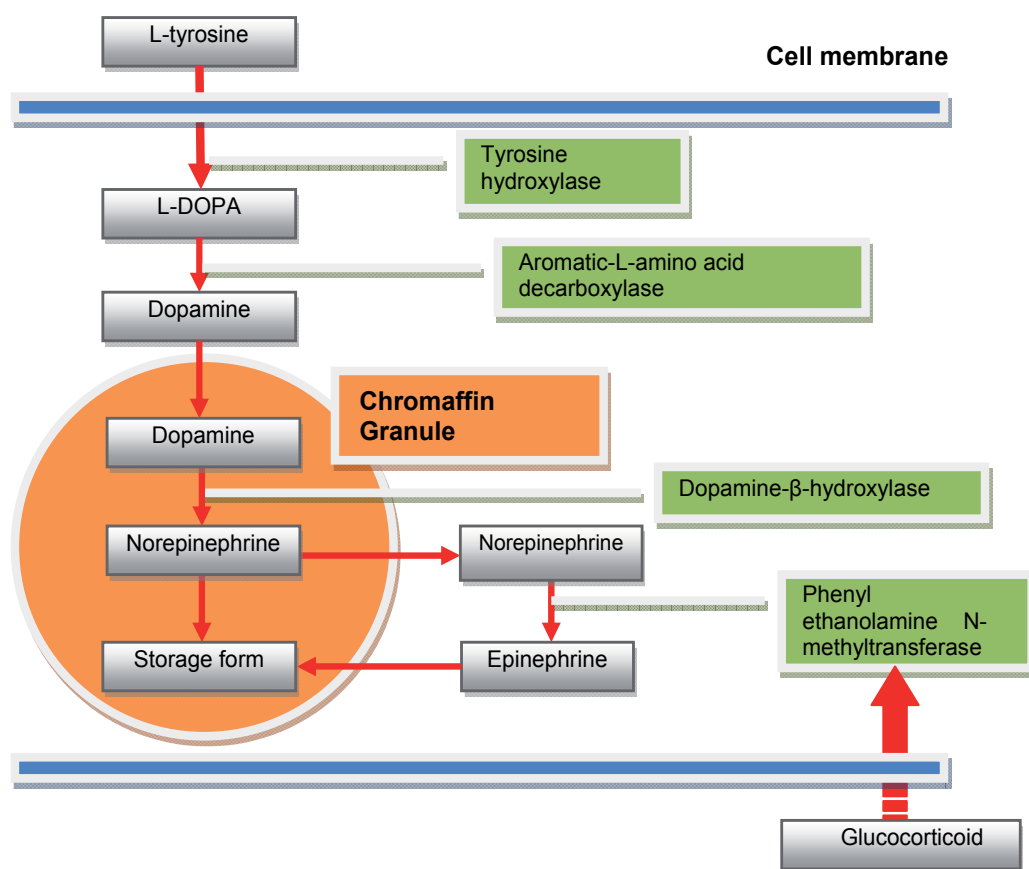 L-tyrosine
Cell membrane
Tyrosine
hydroxylase
L-DOPA
Aromatic-L-amino acid
decarboxylase
Dopamine
Chromaffin
Granule
Dopamine
Dopamine-β-hydroxylase
Norepinephrine
Norepinephrine
Phenyl
ethanolamine N-
methyltransferase
Storage form
Epinephrine
Glucocorticoid